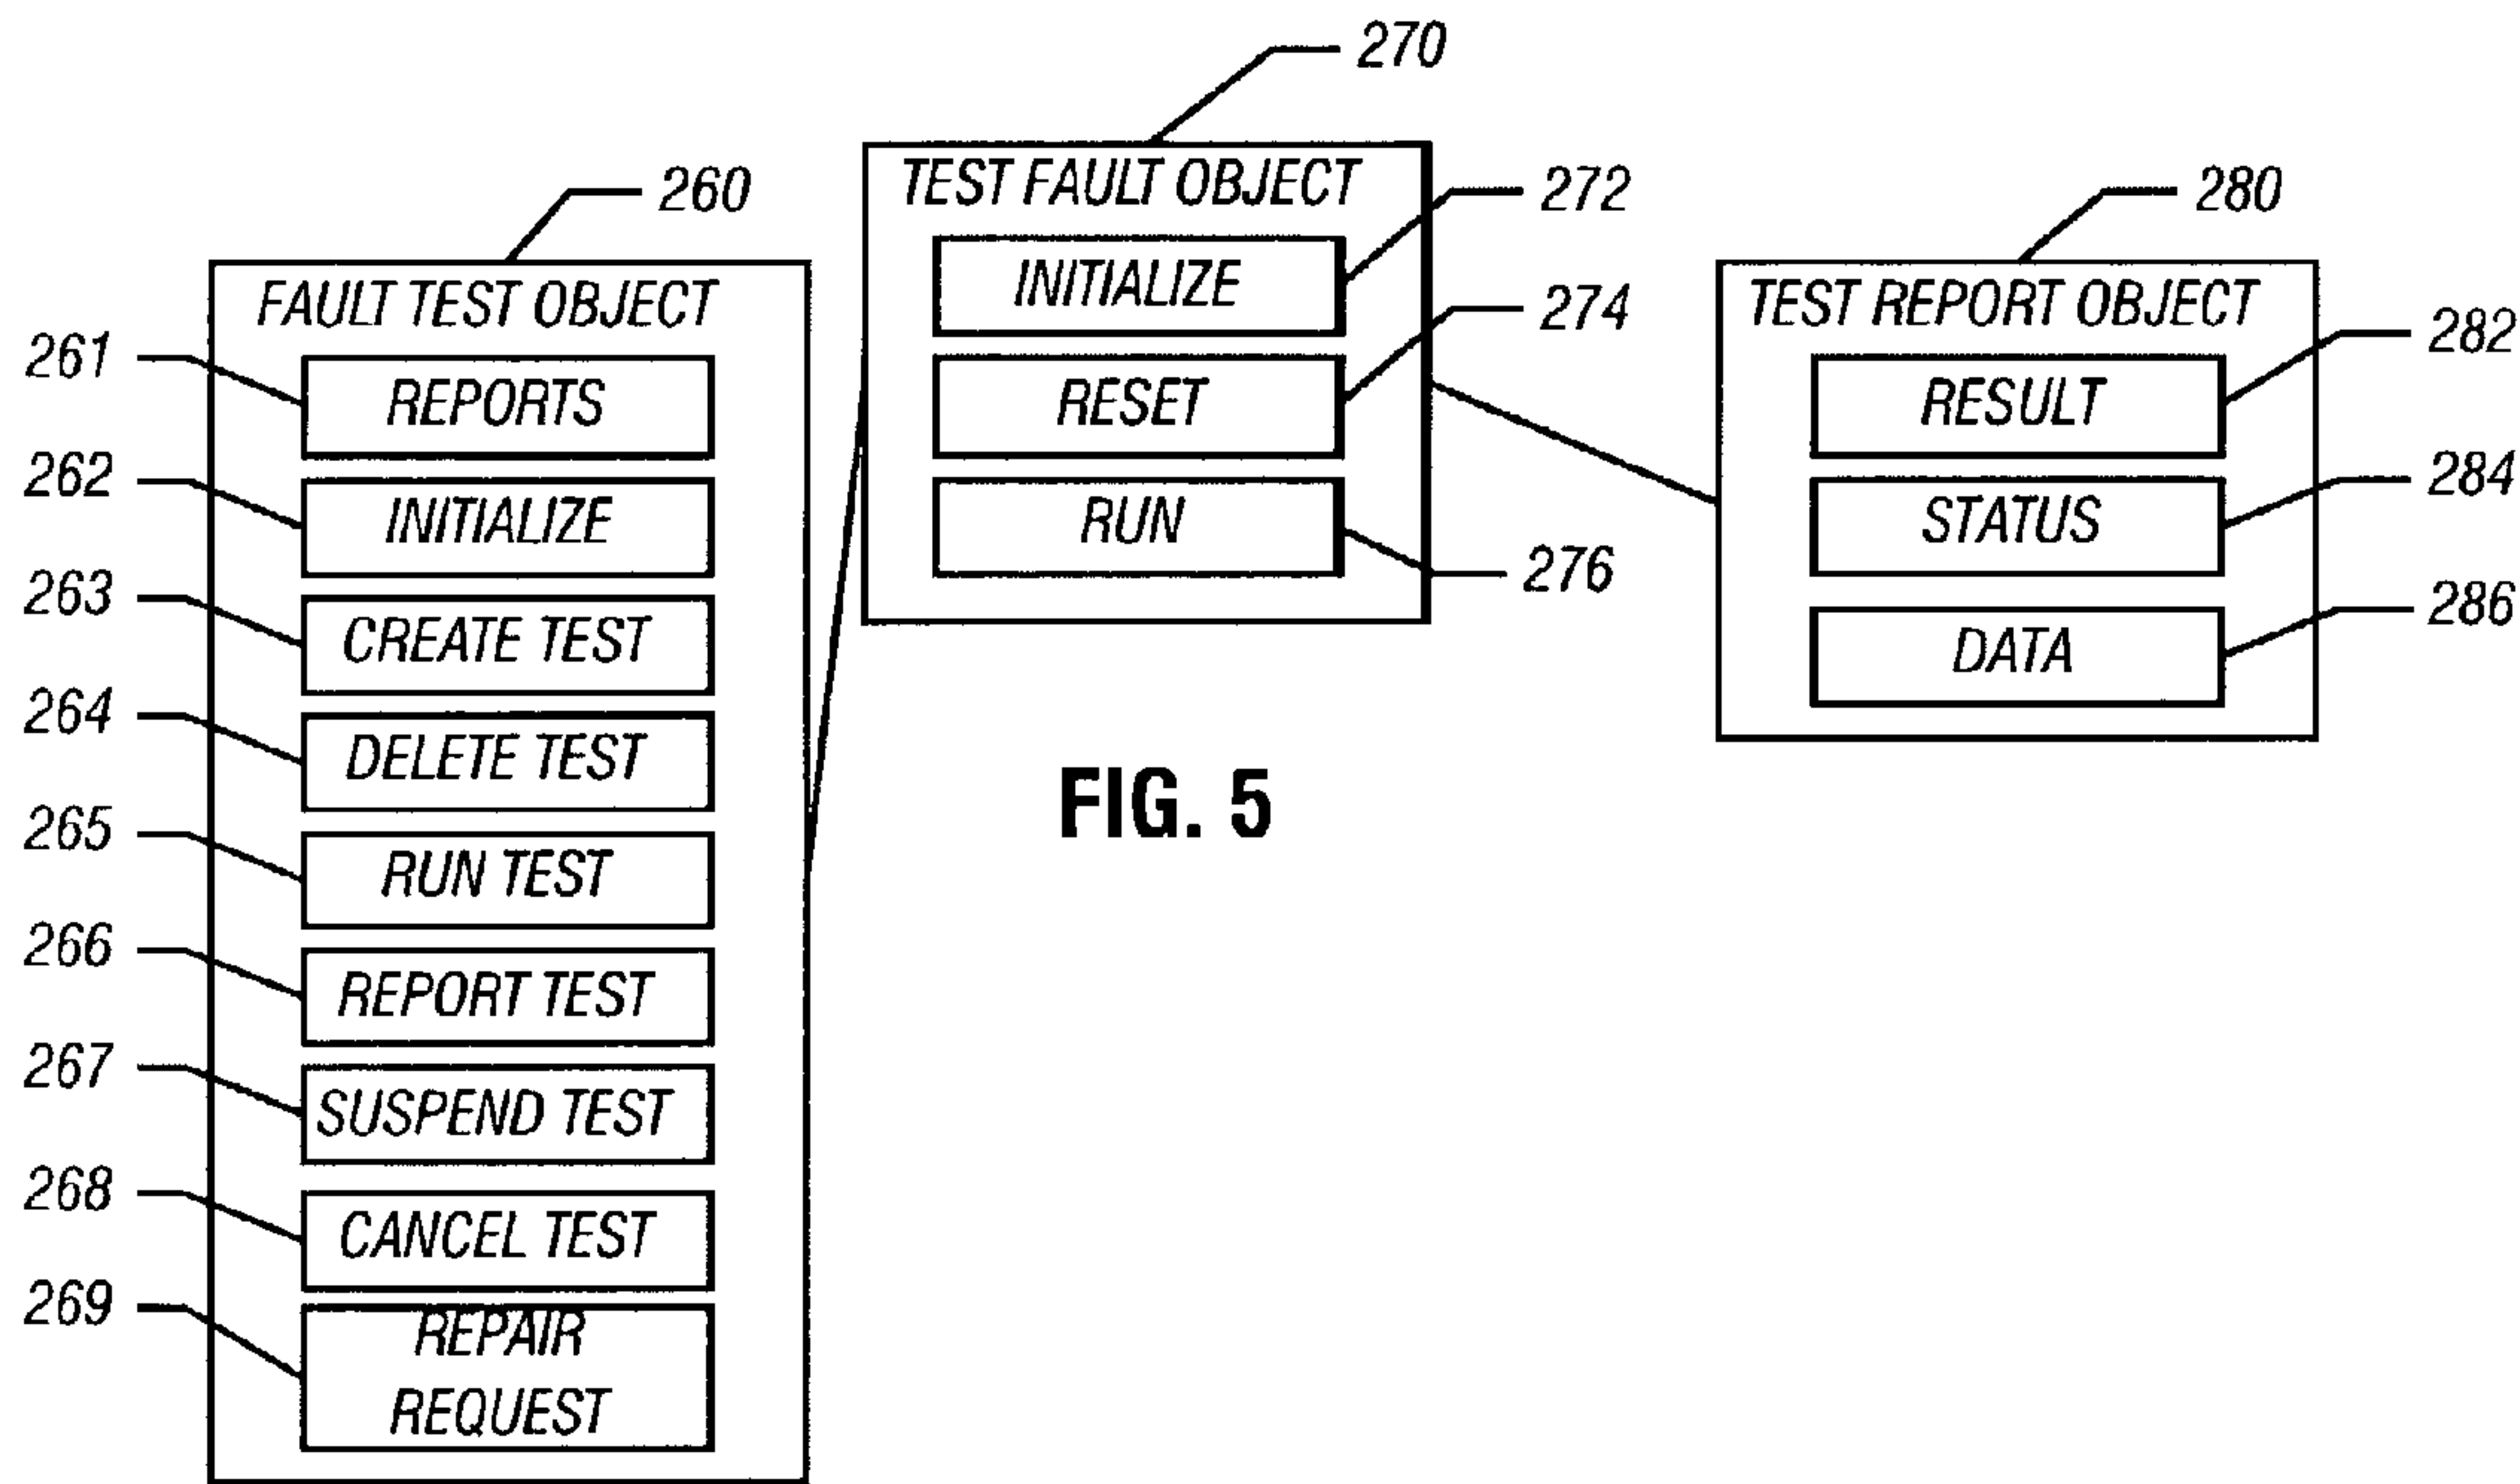 270
TEST FAULT OBJECT
272
INITIALIZE
274
RESET
RUN
276
260
FAULT TEST OBJECT
261
REPORTS
262
INITIALIZE
263
CREATE TEST
264
DELETE TEST
265
RUN TEST
266
REPORT TEST
267
SUSPEND TEST
268
CANCEL TEST
269
REPAIR
REQUEST
280
TEST REPORT OBJECT
282
RESULT
284
STATUS
286
DATA
FIG. 5